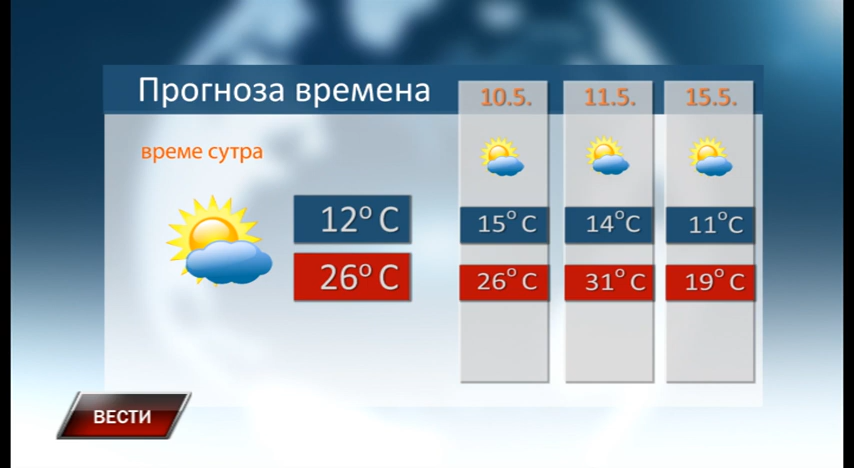 Прогноза времена
време сутра
12° C
26° C
10.5.
15° C
26° C
11.5.
14°C
31° C
15.5.
11°C
19° C
ВЕСТИ